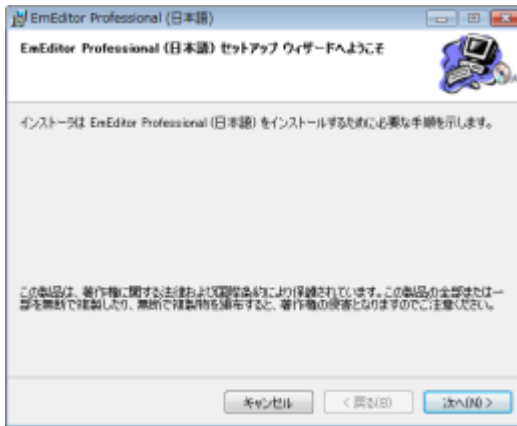 EmEditor Professional (日本語)
EmEditor Professional (日本語) セットアップ ウィザードへようこそ
インストーラは EmEditor Professional (日本語) をインストールするために必要な手順を示します。
この製品は、著作権に関する法律および国際条約により保護されています。この製品の全部または一
部を無断で複製したり、無断で複製物を頒布すると、著作権の侵害となりますのでご注意ください。
キャンセル
< 戻る(B)
次へ(N) >